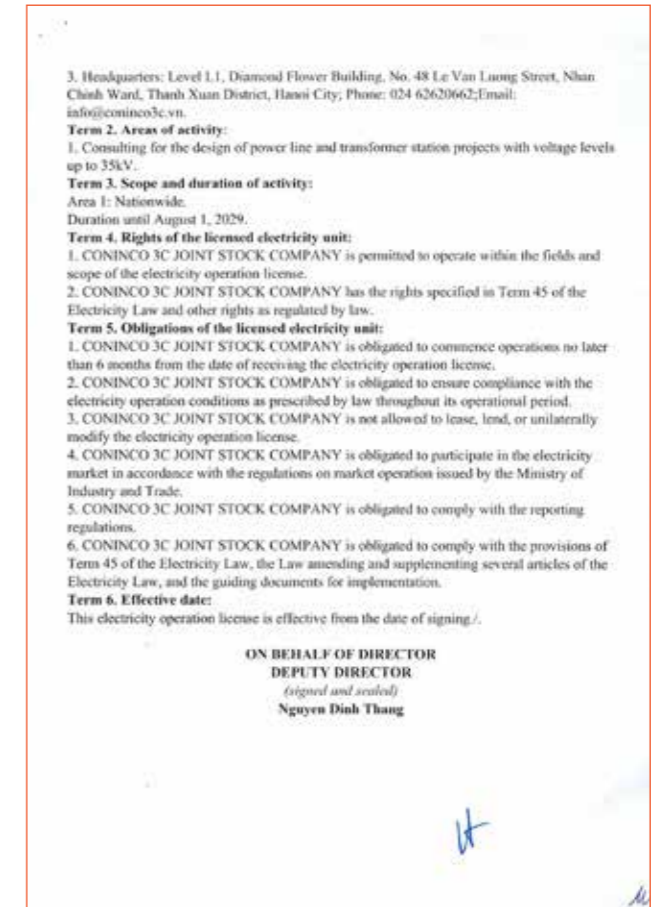 3. Headquarters: Level L1, Diamond Flower Building, No. 48 Le Van Luong Street, Nhan
Chinh Ward, Thanh Xuan District, Hanoi City; Phone: 024 62620662;Email:
info@coninco3c.vn.
Term 2. Areas of activity:
1. Consulting for the design of power line and transformer station projects with voltage levels
up to 35kV.
Term 3. Scope and duration of activity:
Area 1: Nationwide.
Duration until August 1, 2029.
Term 4. Rights of the licensed electricity unit:
1. CONINCO 3C JOINT STOCK COMPANY is permitted to operate within the fields and
scope of the electricity operation license.
2. CONINCO 3C JOINT STOCK COMPANY has the rights specified in Term 45 of the
Electricity Law and other rights as regulated by law.
Term 5. Obligations of the licensed electricity unit:
1. CONINCO 3C JOINT STOCK COMPANY is obligated to commence operations no later
than 6 months from the date of receiving the electricity operation license.
2. CONINCO 3C JOINT STOCK COMPANY is obligated to ensure compliance with the
electricity operation conditions as prescribed by law throughout its operational period.
3. CONINCO 3C JOINT STOCK COMPANY is not allowed to lease, lend, or unilaterally
modify the electricity operation license.
4. CONINCO 3C JOINT STOCK COMPANY is obligated to participate in the electricity
market in accordance with the regulations on market operation issued by the Ministry of
Industry and Trade.
5. CONINCO 3C JOINT STOCK COMPANY is obligated to comply with the reporting
regulations.
6. CONINCO 3C JOINT STOCK COMPANY is obligated to comply with the provisions of
Term 45 of the Electricity Law, the Law amending and supplementing several articles of the
Electricity Law, and the guiding documents for implementation.
Term 6. Effective date:
This electricity operation license is effective from the date of signing./.
ON BEHALF OF DIRECTOR
DEPUTY DIRECTOR
(signed and sealed)
Nguyen Dinh Thang